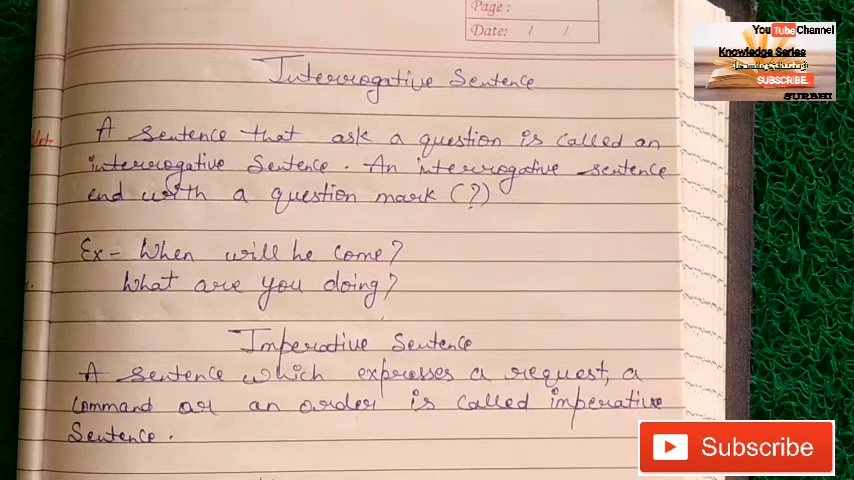 Page :
Date: / /
YouTube Channel
Knowledge Series
SUBSCRIBE..
SURBHI
Interrogative Sentence
A sentence that ask a question is called an
interrogative Sentence. An interrogative sentence
end with a question mark (?)
Ex- When will he come?
What are you doing?
Imperative Sentence
A sentence which expresses a request, a
command or an order is called imperative
Sentence.
Subscribe